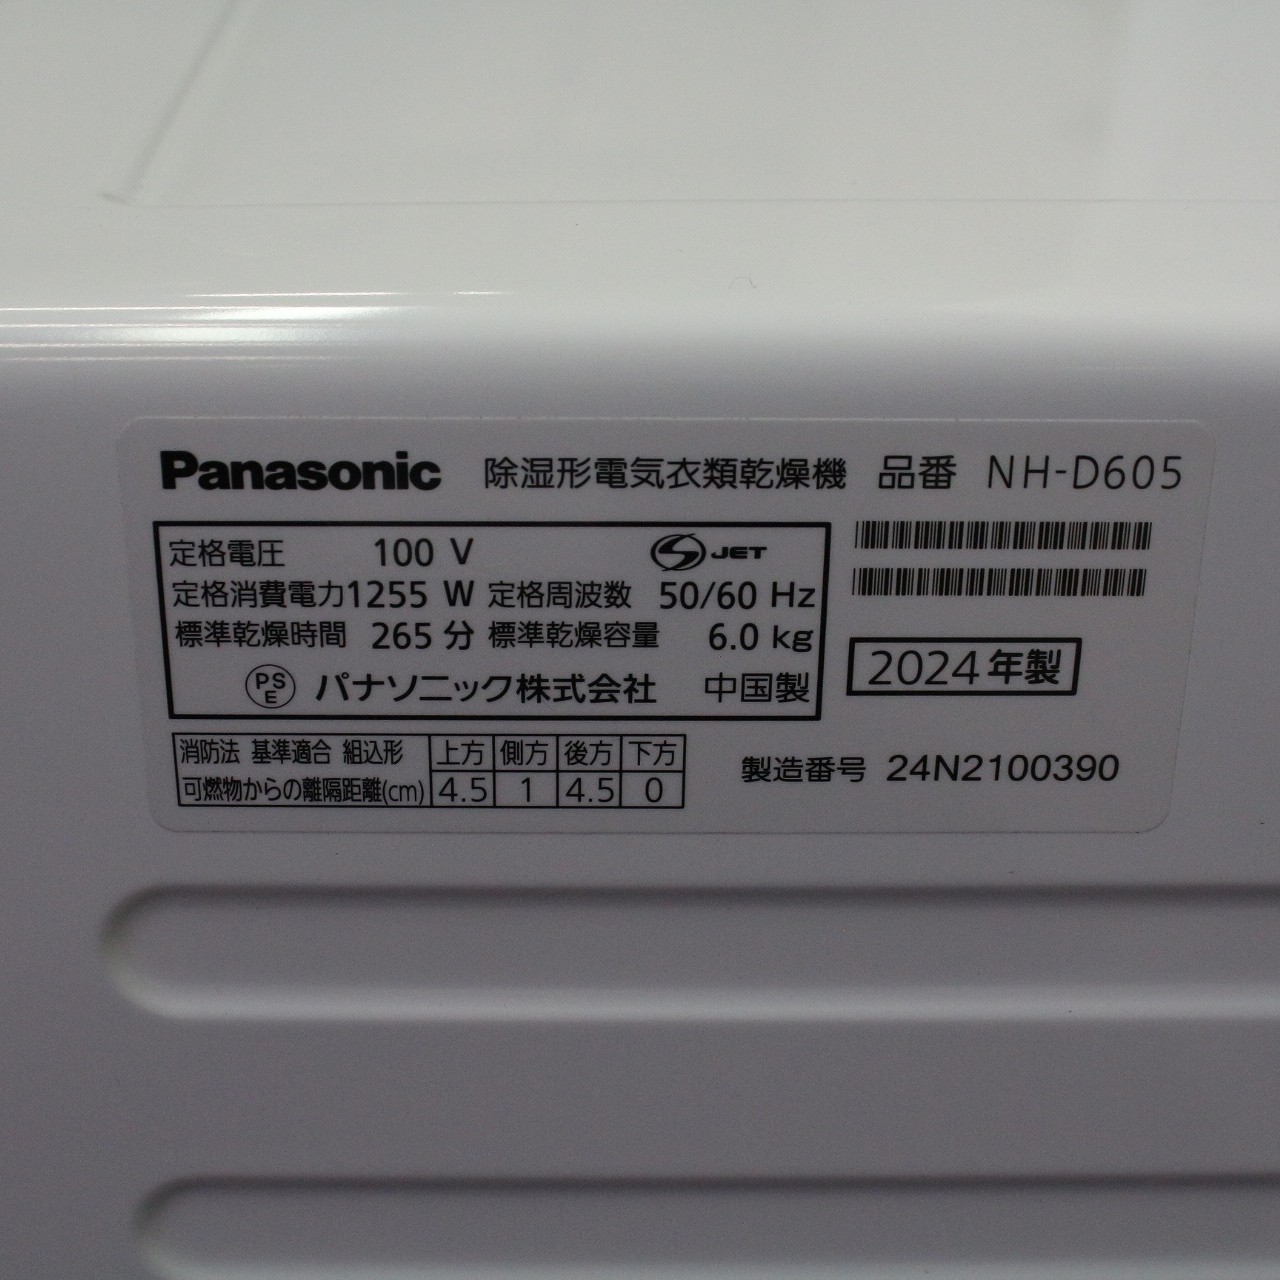 Panasonic 除湿形電気衣類乾燥機 品番 NH-D605
定格電圧 100 V S JET
定格消費電力 1255 W 定格周波数 50/60 Hz
標準乾燥時間 265 分 標準乾燥容量 6.0 kg
PS E パナソニック株式会社 中国製
2024年製
消防法 基準適合 組込形 上方 側方 後方 下方
可燃物からの離隔距離(cm) 4.5 1 4.5 0
製造番号 24N2100390